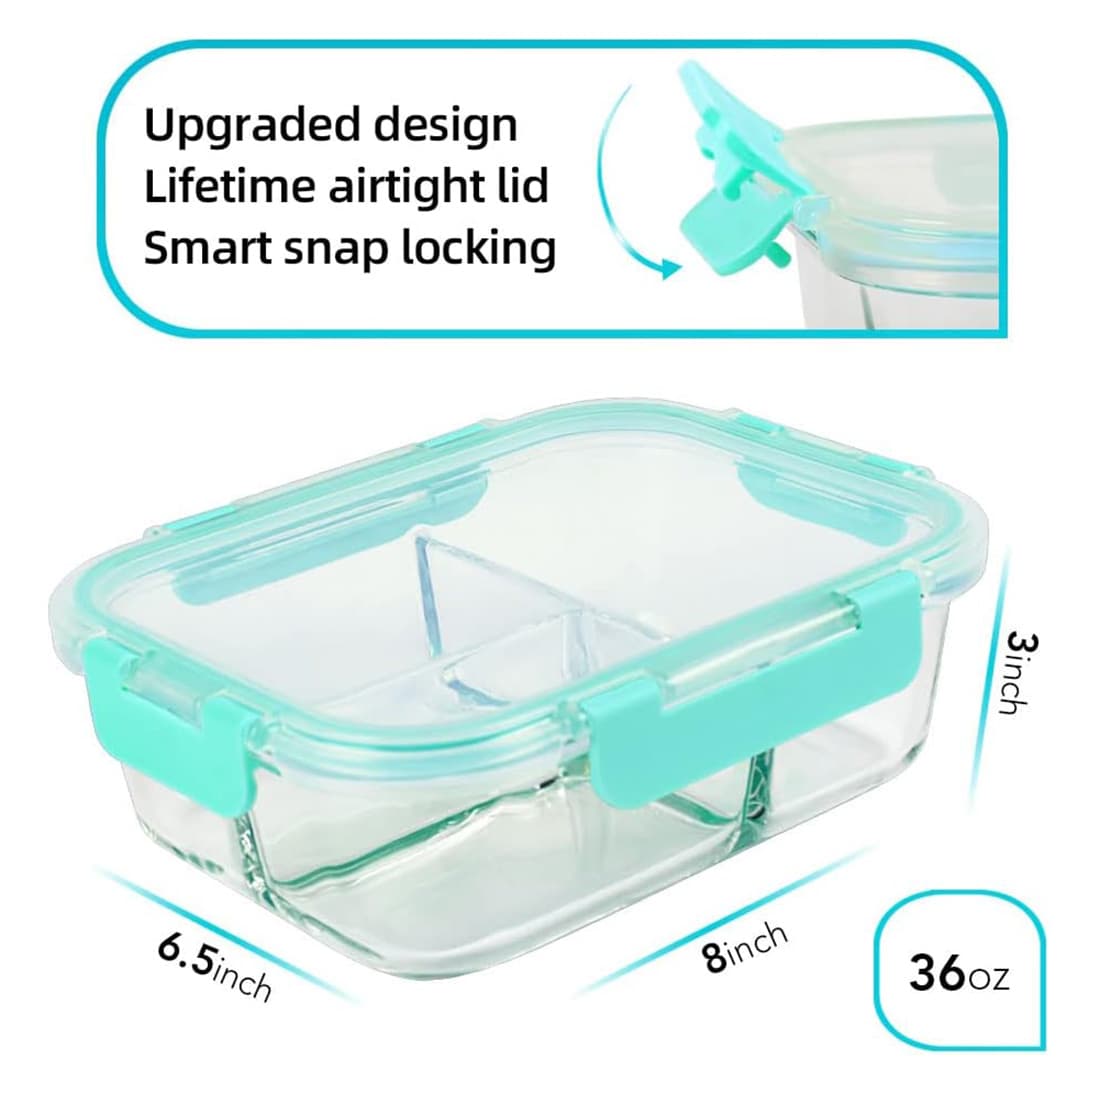 Upgraded design
Lifetime airtight lid
Smart snap locking
3inch
6.5inch
8inch
36oz